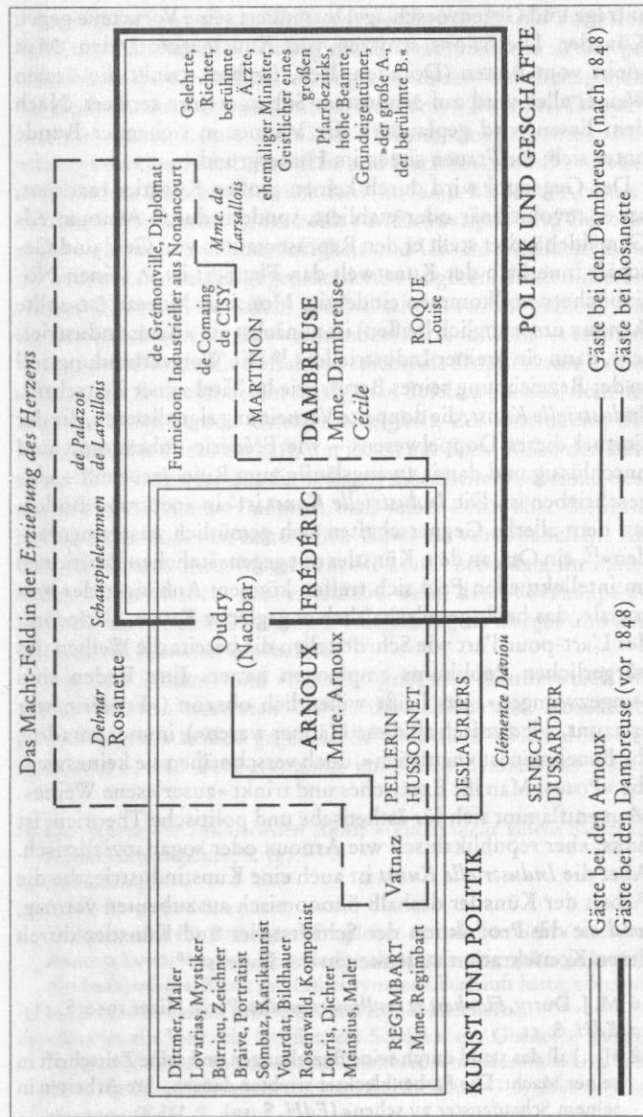 Das Macht-Feld in der Erziehung des Herzens
Delmar
Rosanette
Schauspielerinnen
de Palazot
de Lusillus
Dittmer, Maler
Lovarias, Mystiker
Burieu, Zeichner
Brave, Porträtist
Sombaz, Karikaturist
Vourdat, Bildhauer
Rosenwald, Komponist
Lorris, Dichter
Meinsius, Maler
REGIMBART
Mme. Regimbart
Vatnaz
KUNST UND POLITIK
Oudry
(Nachbar)
ARNOUX
Mme. Arnoux
PELLERIN
HUSSONNET
DESLAURIERS
Clémence Daviou
SENECAL
DUSSARDIER
FRÉDÉRIC
de Grémonville, Diplomat
Furnichon, Industrieller aus Nonancourt
de Comaing
de CISY
MARTINON
Mme. de
Larsillois
DAMBREUSE
Mme. Dambreuse
Cécile
ROQUE
Louise
Gelehrte,
Richter,
berühmte
Ärzte,
ehemalige Minister,
Geistlicher eines
großen
Pfarrbezirks
hohe Beamte,
Grundeigentümer,
»der große A.,
der berühmte B.,
POLITIK UND GESCHÄFTE
Gäste bei den Arnoux
Gäste bei den Dambreuse (vor 1848)
Gäste bei den Dambreuse (nach 1848)
Gäste bei Rosanette